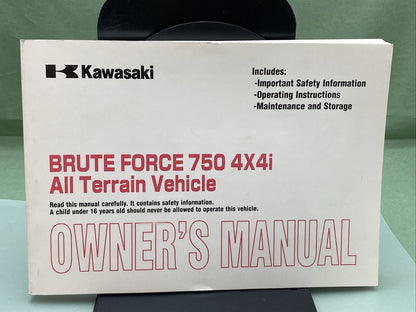 Kawasaki
Includes:
-Important Safety Information
-Operating Instructions
-Maintenance and Storage
BRUTE FORCE 750 4X4i
All Terrain Vehicle
Read this manual carefully. It contains safety information.
A child under 16 years old should never be allowed to operate this vehicle.
OWNER'S MANUAL